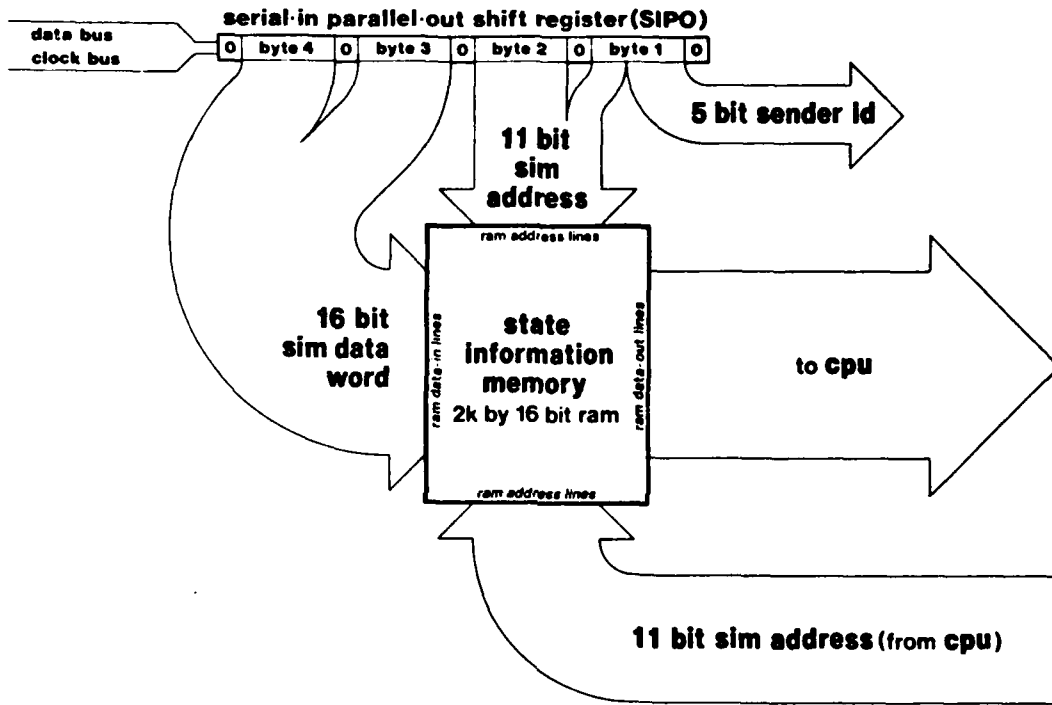 serial-in parallel-out shift register (SIPO)
data bus
clock bus
0 byte 4 0 byte 3 0 byte 2 0 byte 1 0
5 bit sender id
11 bit
sim
address
ram address lines
16 bit
sim data
word
ram data-in lines
state
information
memory
2k by 16 bit ram
ram data-out lines
to cpu
ram address lines
11 bit sim address (from cpu)